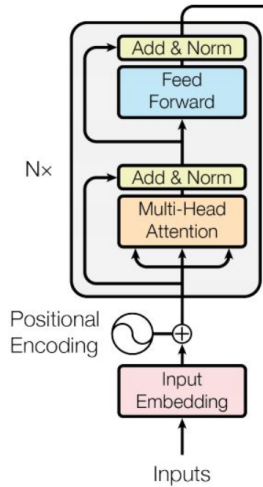 Add & Norm
Feed
Forward
N×
Add & Norm
Multi-Head
Attention
Positional
Encoding
Input
Embedding
Inputs